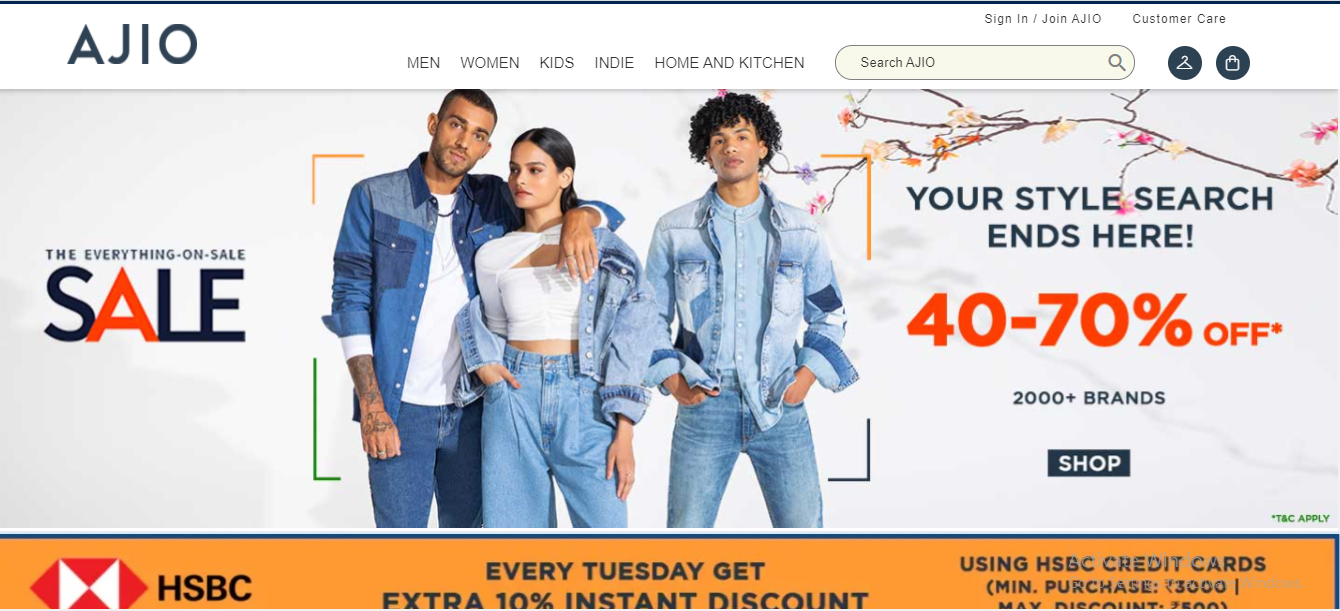 Sign In / Join AJIO Customer Care
AJIO
MEN WOMEN KIDS INDIE HOME AND KITCHEN
Search AJIO
THE EVERYTHING-ON-SALE
SALE
YOUR STYLE SEARCH
ENDS HERE!
40-70% OFF*
2000+ BRANDS
SHOP
*T&C APPLY
HSBC
EVERY TUESDAY GET
EXTRA 10% INSTANT DISCOUNT
USING HSBC CARDS
(MIN. PURCHASE: ₹3000 |
MAX. DISCOUNT: ₹500)
Activate Windows